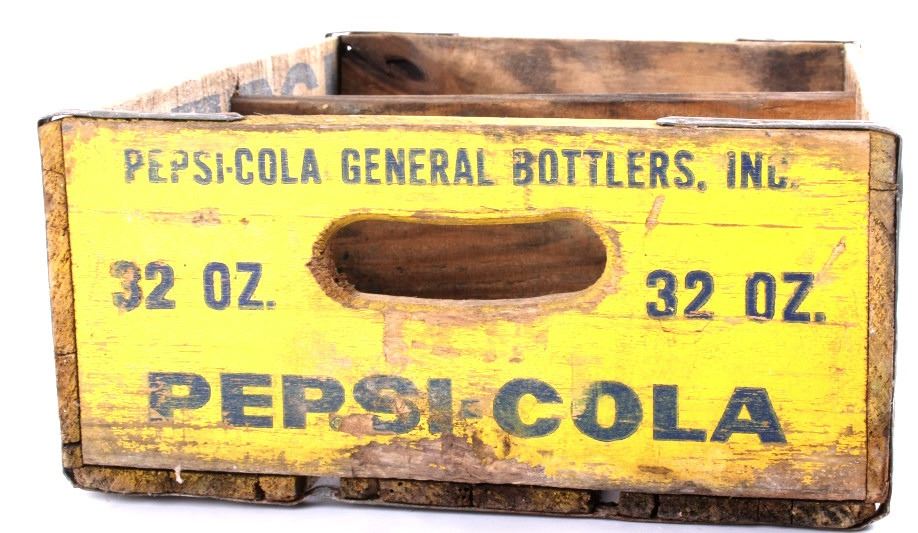 PEPSI-COLA GENERAL BOTTLERS, INC.
32 OZ. 32 OZ.
PEPSI-COLA